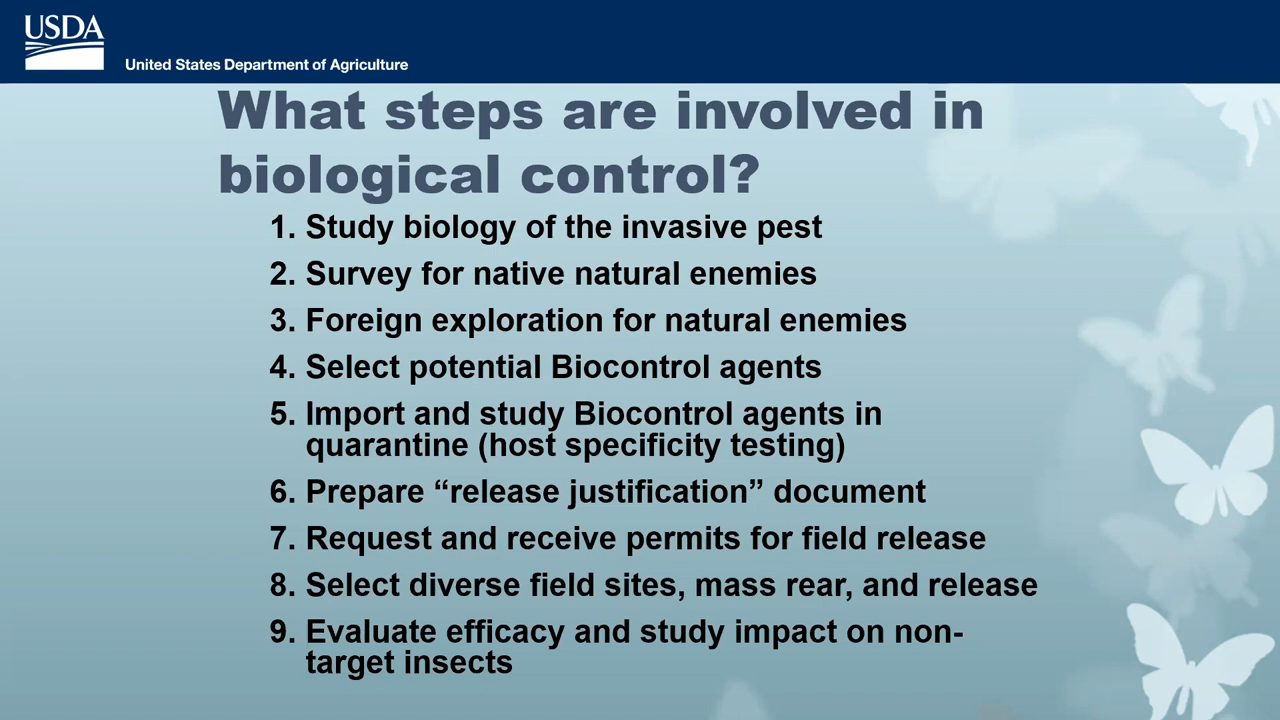 USDA
United States Department of Agriculture
What steps are involved in
biological control?
1. Study biology of the invasive pest
2. Survey for native natural enemies
3. Foreign exploration for natural enemies
4. Select potential Biocontrol agents
5. Import and study Biocontrol agents in
quarantine (host specificity testing)
6. Prepare “release justification” document
7. Request and receive permits for field release
8. Select diverse field sites, mass rear, and release
9. Evaluate efficacy and study impact on non-
target insects